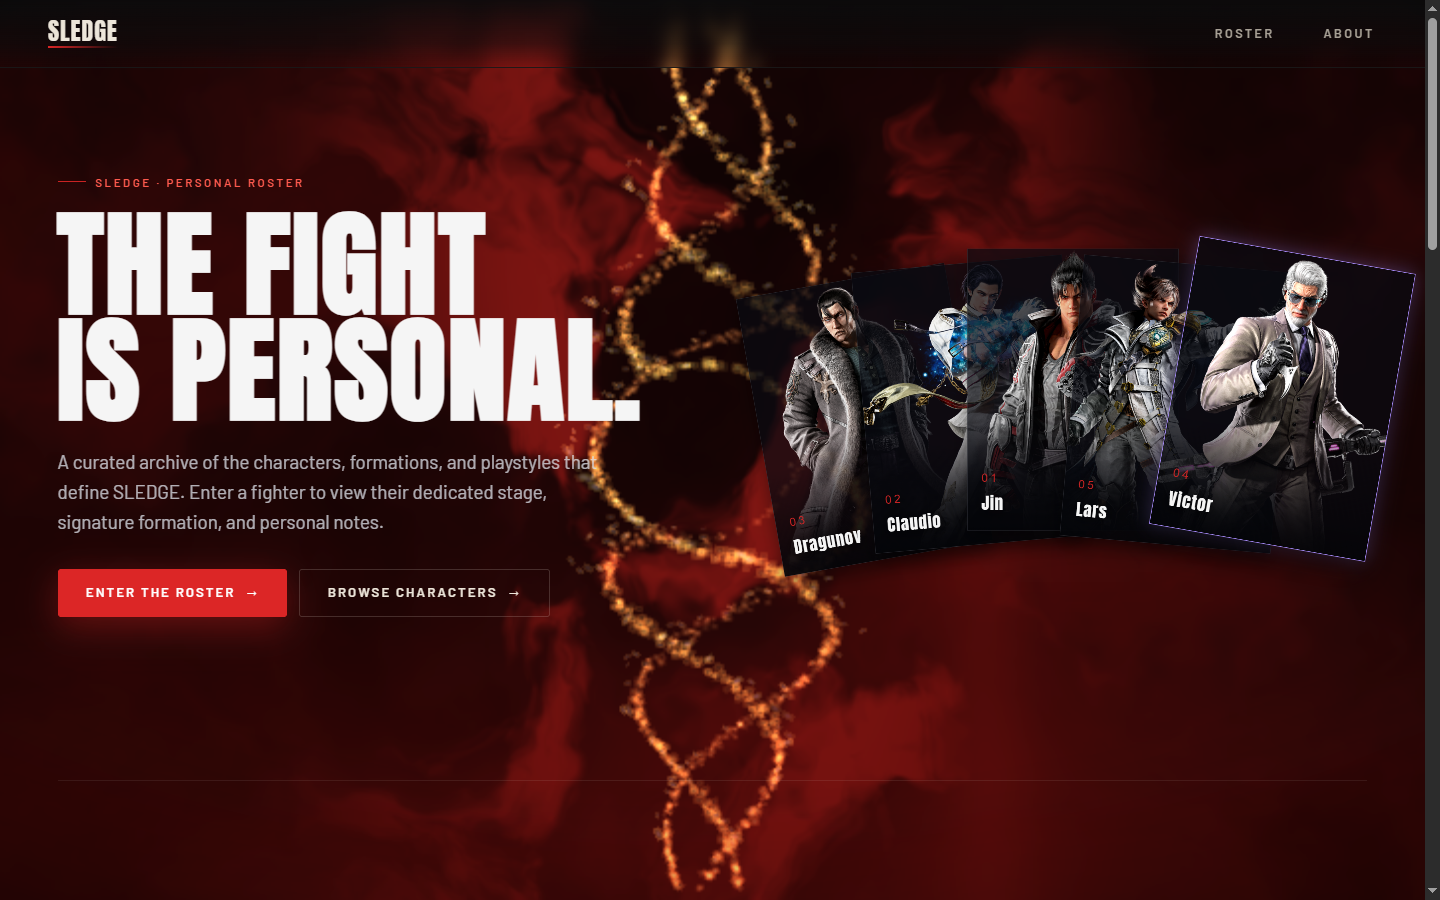 SLEDGE
ROSTER
ABOUT
SLEDGE · PERSONAL ROSTER
THE FIGHT
IS PERSONAL.
A curated archive of the characters, formations, and playstyles that
define SLEDGE. Enter a fighter to view their dedicated stage,
signature formation, and personal notes.
ENTER THE ROSTER →
BROWSE CHARACTERS →
03
Dragunov
02
Claudio
01
Jin
05
Lars
04
Victor